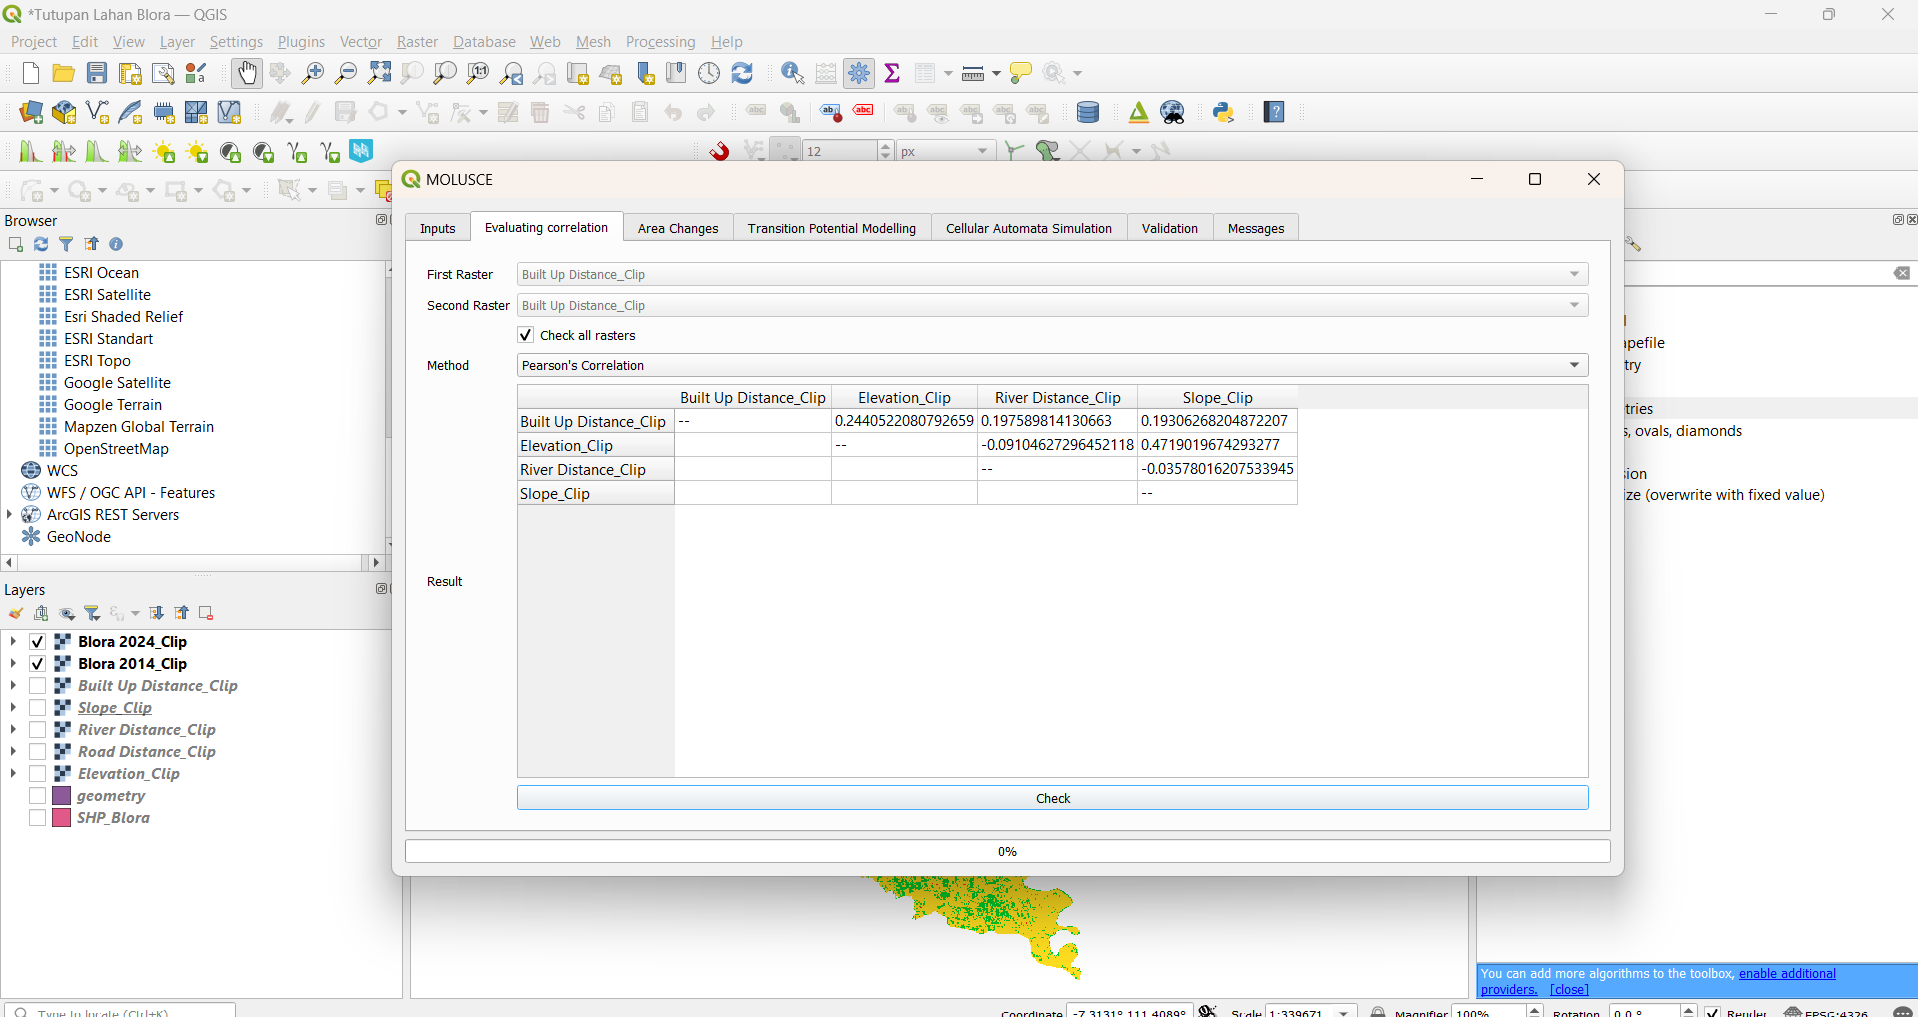 *Tutupan Lahan Blora — QGIS
Project Edit View Layer Settings Plugins Vector Raster Database Web Mesh Processing Help
12 px
MOLUSCE
Inputs Evaluating correlation Area Changes Transition Potential Modelling Cellular Automata Simulation Validation Messages
First Raster Built Up Distance_Clip
Second Raster Built Up Distance_Clip
Check all rasters
Method Pearson's Correlation
Built Up Distance_Clip Elevation_Clip River Distance_Clip Slope_Clip
Built Up Distance_Clip -- 0.2440522080792659 0.197589814130663 0.19306268204872207
Elevation_Clip -- -0.09104627296452118 0.4719019674293277
River Distance_Clip -- -0.03578016207533945
Slope_Clip --
Result
Check
0%
Browser
ESRI Ocean
ESRI Satellite
Esri Shaded Relief
ESRI Standart
ESRI Topo
Google Satellite
Google Terrain
Mapzen Global Terrain
OpenStreetMap
WCS
WFS / OGC API - Features
ArcGIS REST Servers
GeoNode
Layers
Blora 2024_Clip
Blora 2014_Clip
Built Up Distance_Clip
Slope_Clip
River Distance_Clip
Road Distance_Clip
Elevation_Clip
geometry
SHP_Blora
apefile
try
tries
s, ovals, diamonds
sion
ize (overwrite with fixed value)
You can add more algorithms to the toolbox, enable additional
providers. [close]
Type to locate (Ctrl+K) Coordinate -7.3131° 111.4089° Scale 1:339671 Magnifier 100% Rotation 0.0 ° Render EPSG:4326